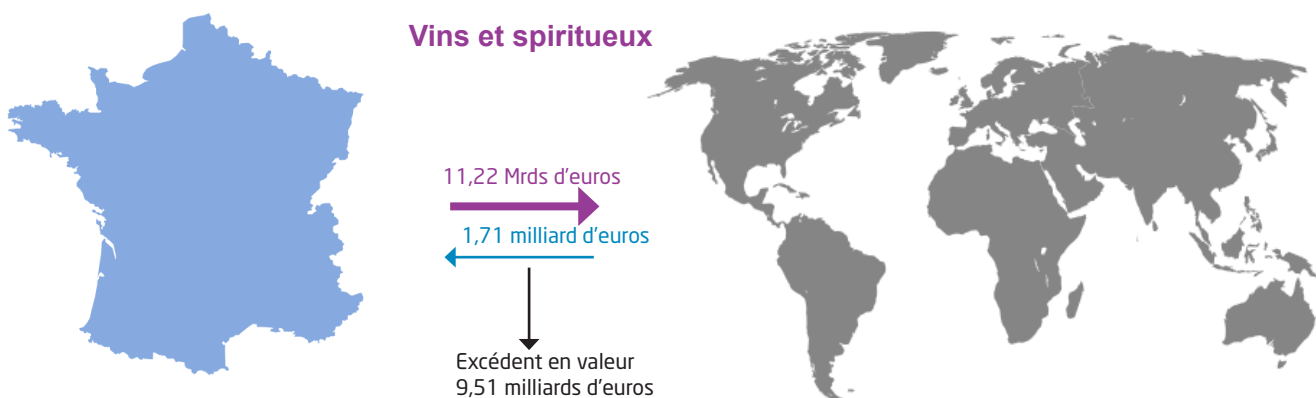 Vins et spiritueux
11,22 Mrds d'euros
1,71 milliard d'euros
Excédent en valeur
9,51 milliards d'euros